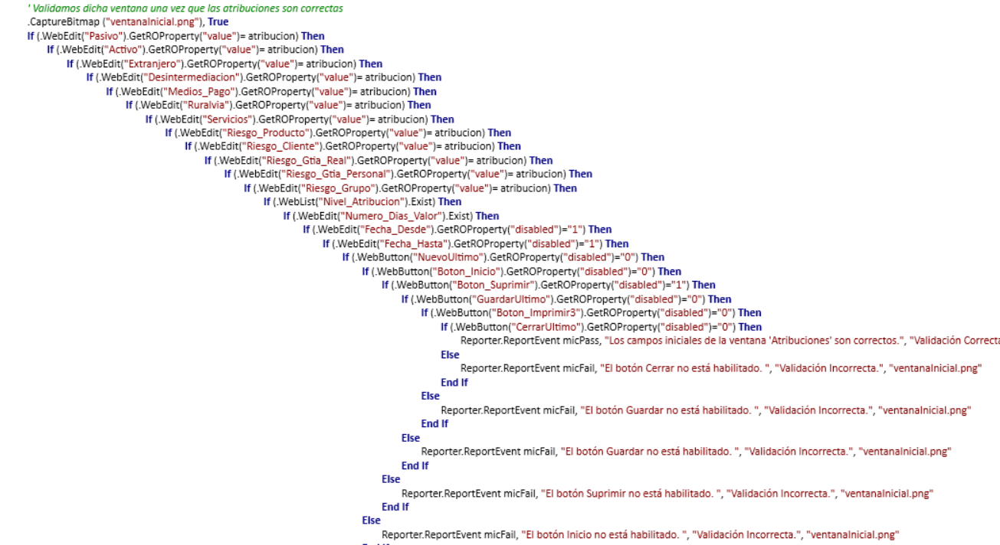 ' Validamos dicha ventana una vez que las atribuciones son correctas
.CaptureBitmap ("ventanaInicial.png"), True
If (.WebEdit("Pasivo").GetROProperty("value")= atribucion) Then
If (.WebEdit("Activo").GetROProperty("value")= atribucion) Then
If (.WebEdit("Extranjero").GetROProperty("value")= atribucion) Then
If (.WebEdit("Desintermediacion").GetROProperty("value")= atribucion) Then
If (.WebEdit("Medios_Pago").GetROProperty("value")= atribucion) Then
If (.WebEdit("Ruralvia").GetROProperty("value")= atribucion) Then
If (.WebEdit("Servicios").GetROProperty("value")= atribucion) Then
If (.WebEdit("Riesgo_Producto").GetROProperty("value")= atribucion) Then
If (.WebEdit("Riesgo_Cliente").GetROProperty("value")= atribucion) Then
If (.WebEdit("Riesgo_Gtia_Real").GetROProperty("value")= atribucion) Then
If (.WebEdit("Riesgo_Gtia_Personal").GetROProperty("value")= atribucion) Then
If (.WebEdit("Riesgo_Grupo").GetROProperty("value")= atribucion) Then
If (.WebList("Nivel_Atribucion").Exist) Then
If (.WebEdit("Numero_Dias_Valor").Exist) Then
If (.WebEdit("Fecha_Desde").GetROProperty("disabled")="1") Then
If (.WebEdit("Fecha_Hasta").GetROProperty("disabled")="1") Then
If (.WebButton("NuevoUltimo").GetROProperty("disabled")="0") Then
If (.WebButton("Boton_Inicio").GetROProperty("disabled")="0") Then
If (.WebButton("Boton_Suprimir").GetROProperty("disabled")="1") Then
If (.WebButton("GuardarUltimo").GetROProperty("disabled")="0") Then
If (.WebButton("Boton_Imprimir3").GetROProperty("disabled")="0") Then
If (.WebButton("CerrarUltimo").GetROProperty("disabled")="0") Then
Reporter.ReportEvent micPass, "Los campos iniciales de la ventana 'Atribuciones' son correctos.", "Validación Correcta
Else
Reporter.ReportEvent micFail, "El botón Cerrar no está habilitado. ", "Validación Incorrecta.", "ventanaInicial.png"
End If
Else
Reporter.ReportEvent micFail, "El botón Guardar no está habilitado. ", "Validación Incorrecta.", "ventanaInicial.png"
End If
Else
Reporter.ReportEvent micFail, "El botón Guardar no está habilitado. ", "Validación Incorrecta.", "ventanaInicial.png"
End If
Else
Reporter.ReportEvent micFail, "El botón Suprimir no está habilitado. ", "Validación Incorrecta.", "ventanaInicial.png"
End If
Else
Reporter.ReportEvent micFail, "El botón Inicio no está habilitado. ", "Validación Incorrecta.", "ventanaInicial.png"